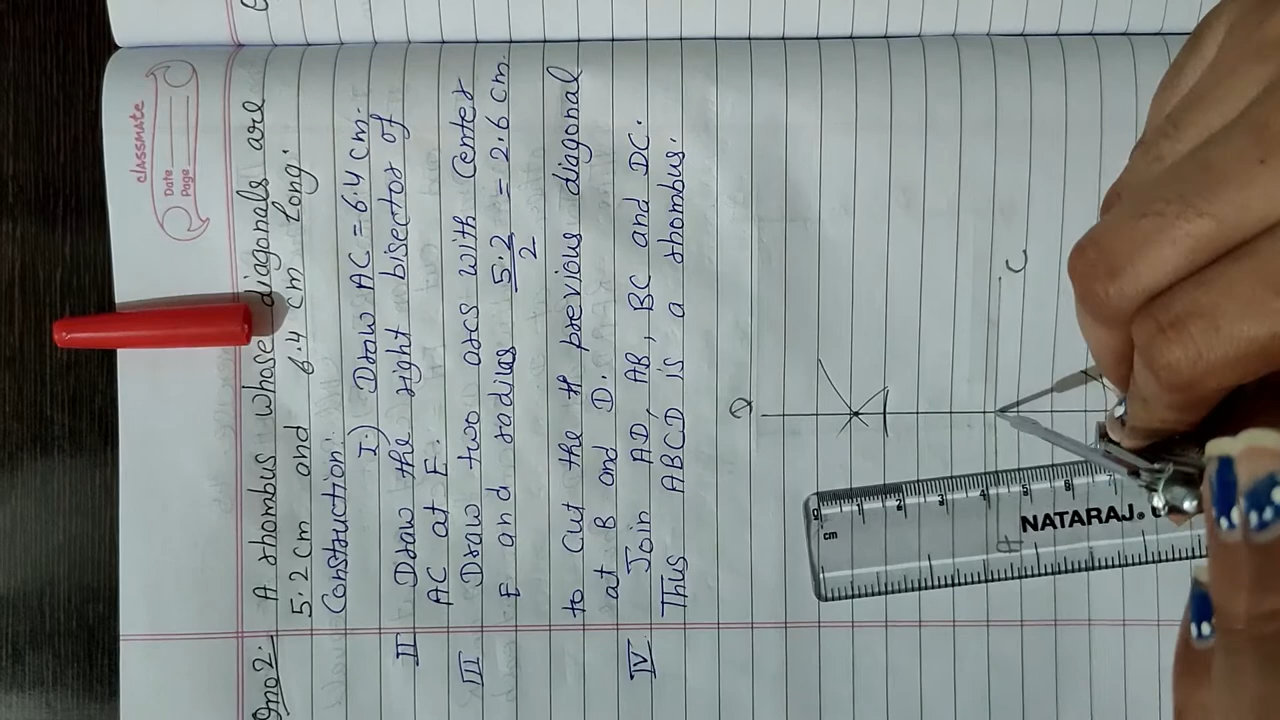 classmate
Date
Page
Qno2. A rhombus whose diagonals are
5.2 cm and 6.4 cm long.
Construction:
I.) Draw AC = 6.4 cm.
II Draw the right bisector of
AC at E.
III Draw two arcs with Center
E and radius 5.2/2 = 2.6 cm.
to cut the # previous diagonal
at B and D.
IV. Join AD, AB, BC and DC.
Thus ABCD is a rhombus.
D
C
A
0 1 2 3 4 5 6 7
cm
NATARAJ